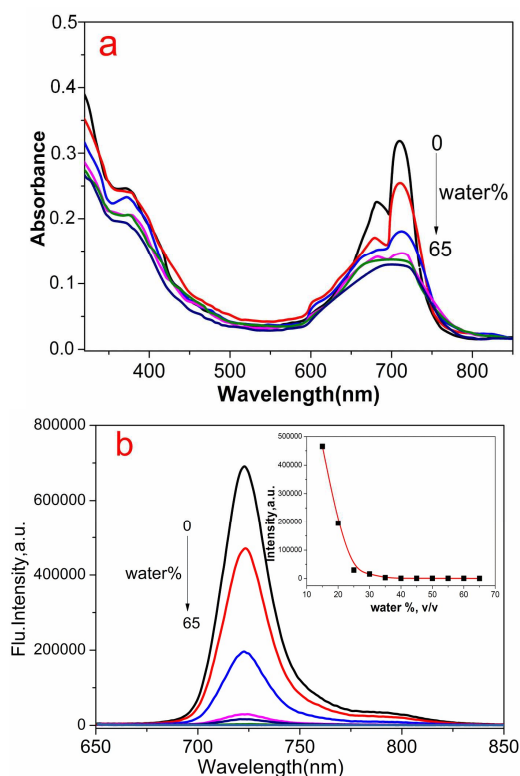 a
0.5
0.4
0.3
0.2
0.1
0.0
Absorbance
0
water%
65
400 500 600 700 800
Wavelength(nm)
b
800000
600000
400000
200000
0
Flu.Intensity,a.u.
0
water%
65
500000
400000
300000
200000
100000
0
Intensity,a.u.
10 20 30 40 50 60 70
water %, v/v
650 700 750 800 850
Wavelength(nm)